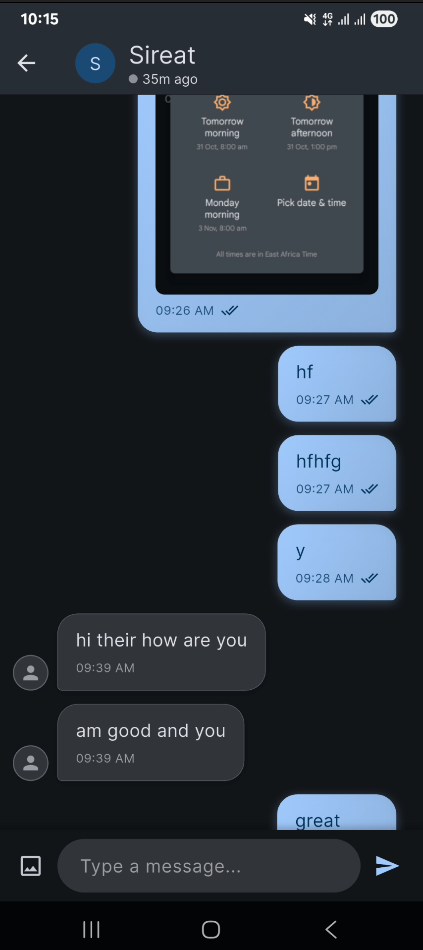 10:15
4G
100
S
Sireat
35m ago
Tomorrow morning
31 Oct, 8:00 am
Tomorrow afternoon
31 Oct, 1:00 pm
Monday morning
3 Nov, 8:00 am
Pick date & time
All times are in East Africa Time
09:26 AM
hf
09:27 AM
hfhfg
09:27 AM
y
09:28 AM
hi their how are you
09:39 AM
am good and you
09:39 AM
great
Type a message...